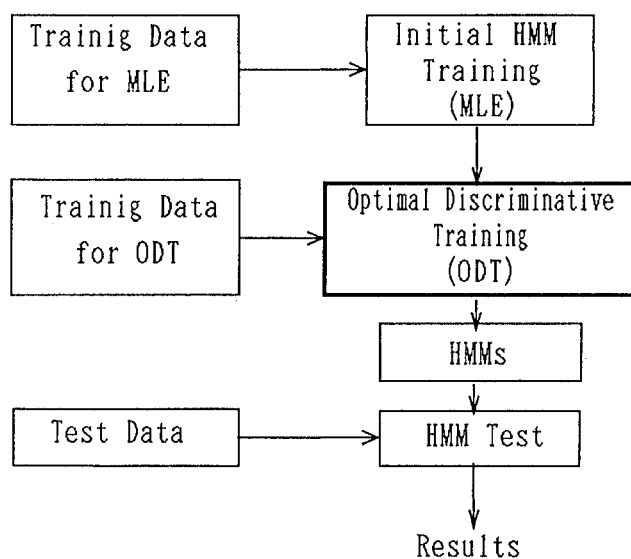 Trainig Data
for MLE
Initial HMM
Training
(MLE)
Trainig Data
for ODT
Optimal Discriminative
Training
(ODT)
HMMs
Test Data
HMM Test
Results